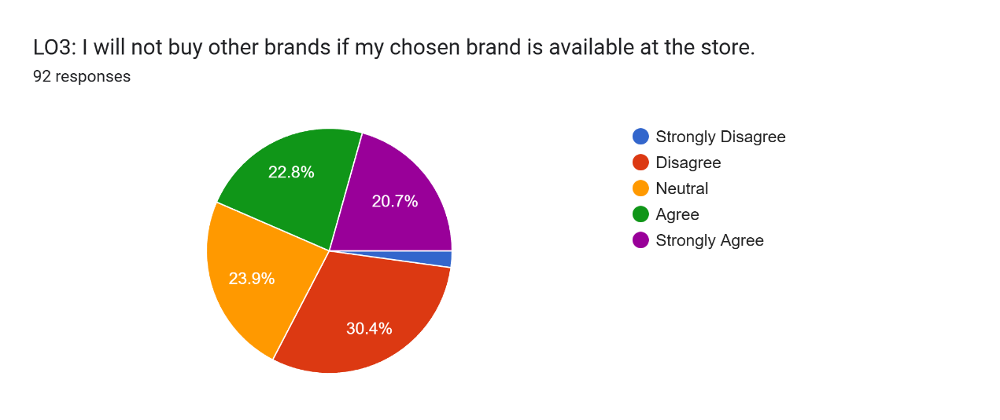 LO3: I will not buy other brands if my chosen brand is available at the store.
92 responses
22.8%
20.7%
23.9%
30.4%
Strongly Disagree
Disagree
Neutral
Agree
Strongly Agree